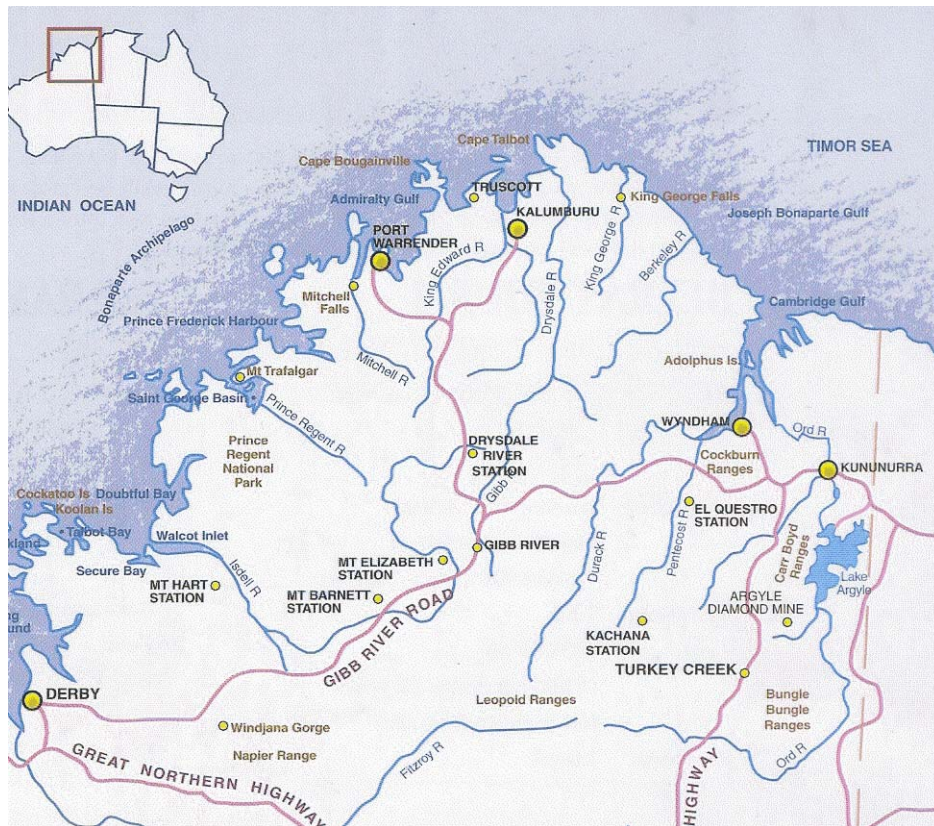 TIMOR SEA
INDIAN OCEAN
Cape Talbot
Cape Bougainville
TRUSCOTT
Admiralty Gulf
KALUMBURU
King George Falls
Joseph Bonaparte Gulf
PORT
WARRENDER
Bonaparte Archipelago
King Edward R
Drysdale R
King George R
Berkeley R
Mitchell
Falls
Cambridge Gulf
Prince Frederick Harbour
Mitchell R
Adolphus Is.
Mt Trafalgar
Saint George Basin
Prince Regent R
WYNDHAM
Ord R
Prince
Regent
National
Park
DRYSDALE
RIVER
STATION
Cockburn
Ranges
KUNUNURRA
Gibb R
Cockatoo Is
Doubtful Bay
Koolan Is
EL QUESTRO
STATION
Talbot Bay
Walcot Inlet
kland
GIBB RIVER
Durack R
Pentecost R
Carr Boyd
Ranges
Secure Bay
Isdell R
MT ELIZABETH
STATION
Lake
Argyle
MT HART
STATION
MT BARNETT
STATION
ARGYLE
DIAMOND MINE
ng
und
GIBB RIVER ROAD
KACHANA
STATION
TURKEY CREEK
DERBY
Leopold Ranges
Bungle
Bungle
Ranges
Windjana Gorge
Napier Range
Fitzroy R
Ord R
GREAT NORTHERN HIGHWAY
HIGHWAY